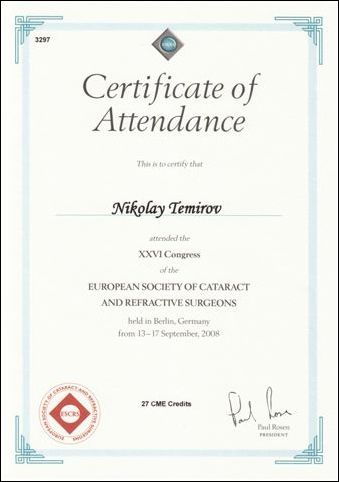 3297
ESCRS
Certificate of
Attendance
This is to certify that
Nikolay Temirov
attended the
XXVI Congress
of the
EUROPEAN SOCIETY OF CATARACT
AND REFRACTIVE SURGEONS
held in Berlin, Germany
from 13–17 September, 2008
27 CME Credits
Paul Rosen
Paul Rosen
PRESIDENT
EUROPEAN SOCIETY OF CATARACT AND REFRACTIVE SURGEONS
ESCRS